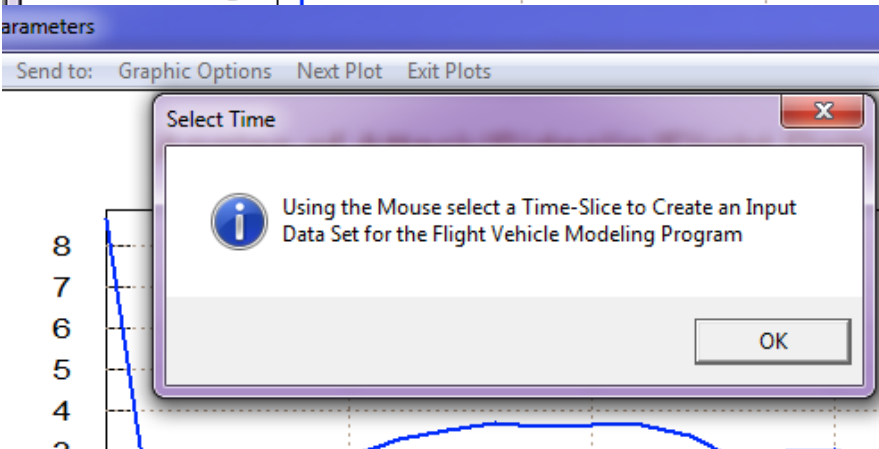 arameters
Send to: Graphic Options Next Plot Exit Plots
Select Time
Using the Mouse select a Time-Slice to Create an Input
Data Set for the Flight Vehicle Modeling Program
OK
8
7
6
5
4